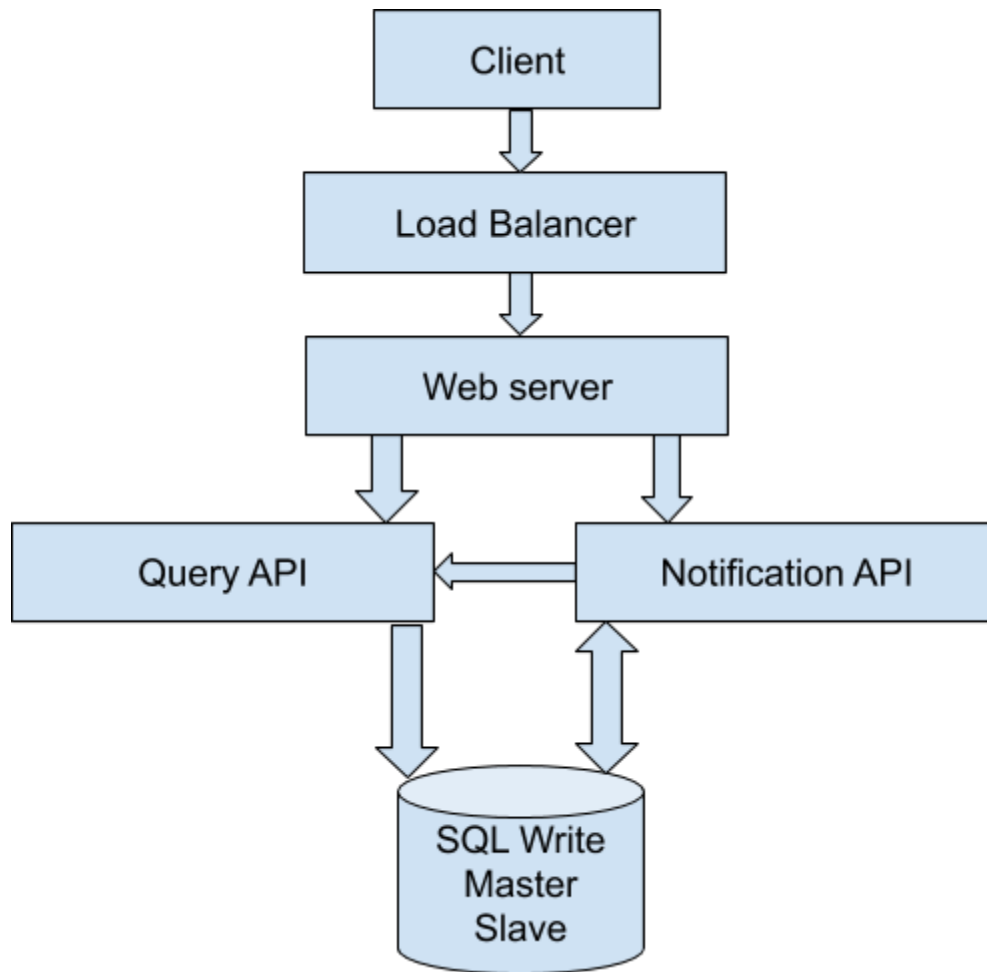 Client
Load Balancer
Web server
Query API
Notification API
SQL Write
Master
Slave